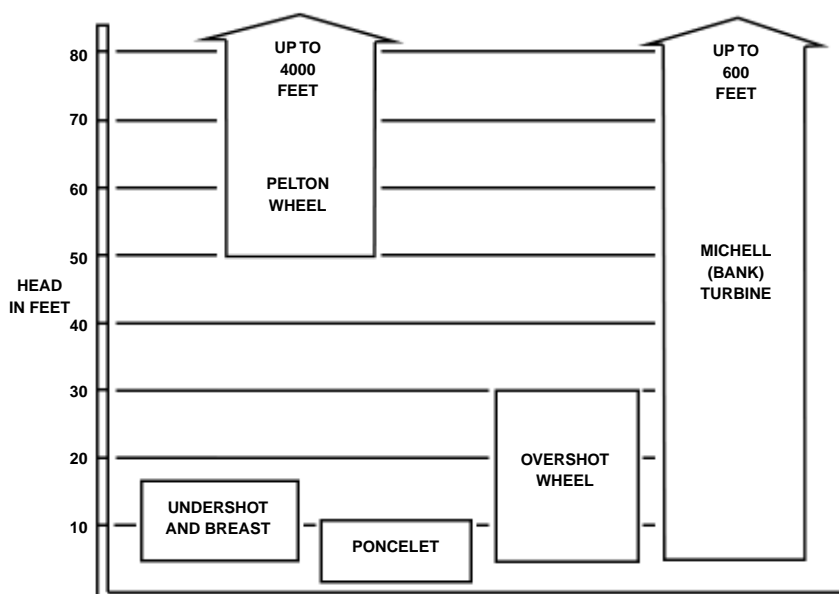 80
70
60
50
40
30
20
10
HEAD
IN FEET
UP TO
4000
FEET
PELTON
WHEEL
UNDERSHOT
AND BREAST
PONCELET
OVERSHOT
WHEEL
UP TO
600
FEET
MICHELL
(BANK)
TURBINE